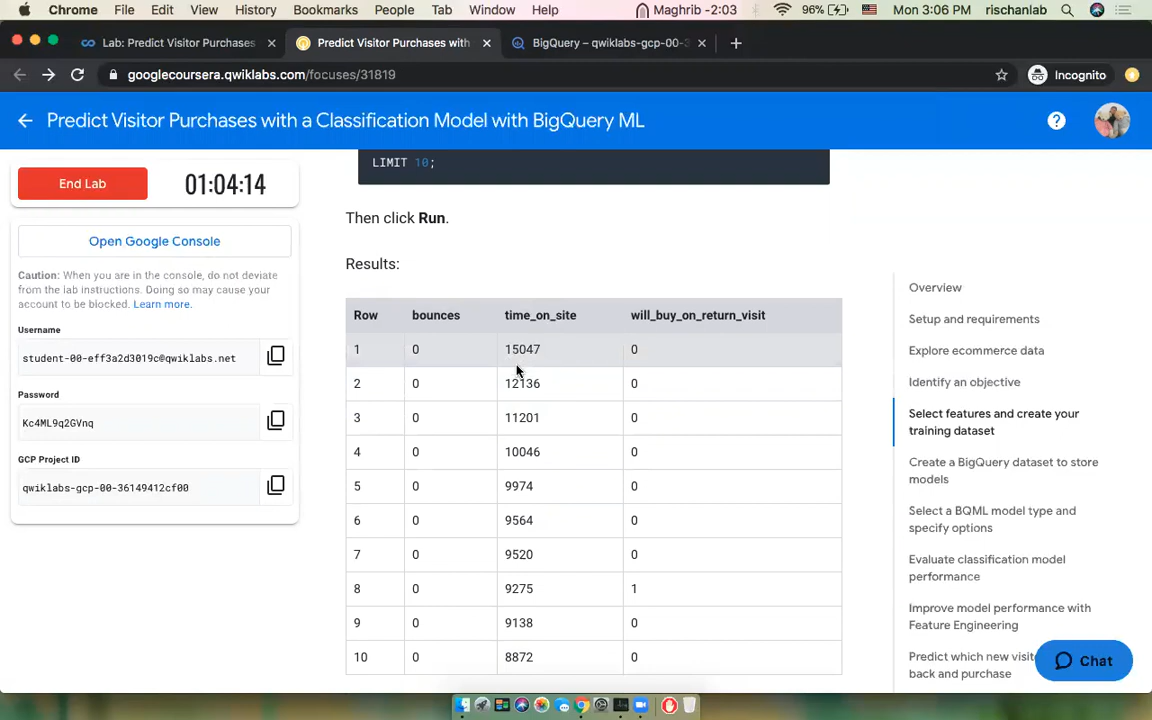 Chrome File Edit View History Bookmarks People Tab Window Help Maghrib -2:03 96% Mon 3:06 PM rischanlab
Lab: Predict Visitor Purchases
Predict Visitor Purchases with
BigQuery – qwiklabs-gcp-00-3
googlecoursera.qwiklabs.com/focuses/31819
Incognito
Predict Visitor Purchases with a Classification Model with BigQuery ML
End Lab
01:04:14
Open Google Console
Caution: When you are in the console, do not deviate
from the lab instructions. Doing so may cause your
account to be blocked. Learn more.
Username
student-00-eff3a2d3019c@qwiklabs.net
Password
Kc4ML9q2GVnq
GCP Project ID
qwiklabs-gcp-00-36149412cf00
LIMIT 10;
Then click Run.
Results:
Row bounces time_on_site will_buy_on_return_visit
1 0 15047 0
2 0 12136 0
3 0 11201 0
4 0 10046 0
5 0 9974 0
6 0 9564 0
7 0 9520 0
8 0 9275 1
9 0 9138 0
10 0 8872 0
Overview
Setup and requirements
Explore ecommerce data
Identify an objective
Select features and create your
training dataset
Create a BigQuery dataset to store
models
Select a BQML model type and
specify options
Evaluate classification model
performance
Improve model performance with
Feature Engineering
Predict which new visit
back and purchase
Chat